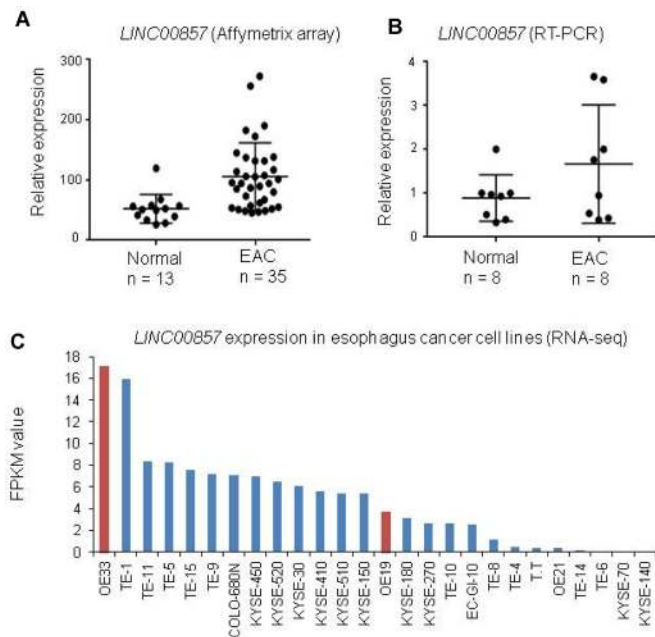 A
LINC00857 (Affymetrix array)
Relative expression
300
200
100
0
Normal
n = 13
EAC
n = 35
B
LINC00857 (RT-PCR)
Relative expression
4
3
2
1
0
Normal
n = 8
EAC
n = 8
C
LINC00857 expression in esophagus cancer cell lines (RNA-seq)
FPKM value
18
16
14
12
10
8
6
4
2
0
OE33
TE-1
TE-11
TE-5
TE-15
TE-9
COLO-680N
KYSE-450
KYSE-520
KYSE-30
KYSE-410
KYSE-510
KYSE-150
OE19
KYSE-180
KYSE-270
TE-10
EC-GI-10
TE-8
TE-4
T.T
OE21
TE-14
TE-6
KYSE-70
KYSE-140